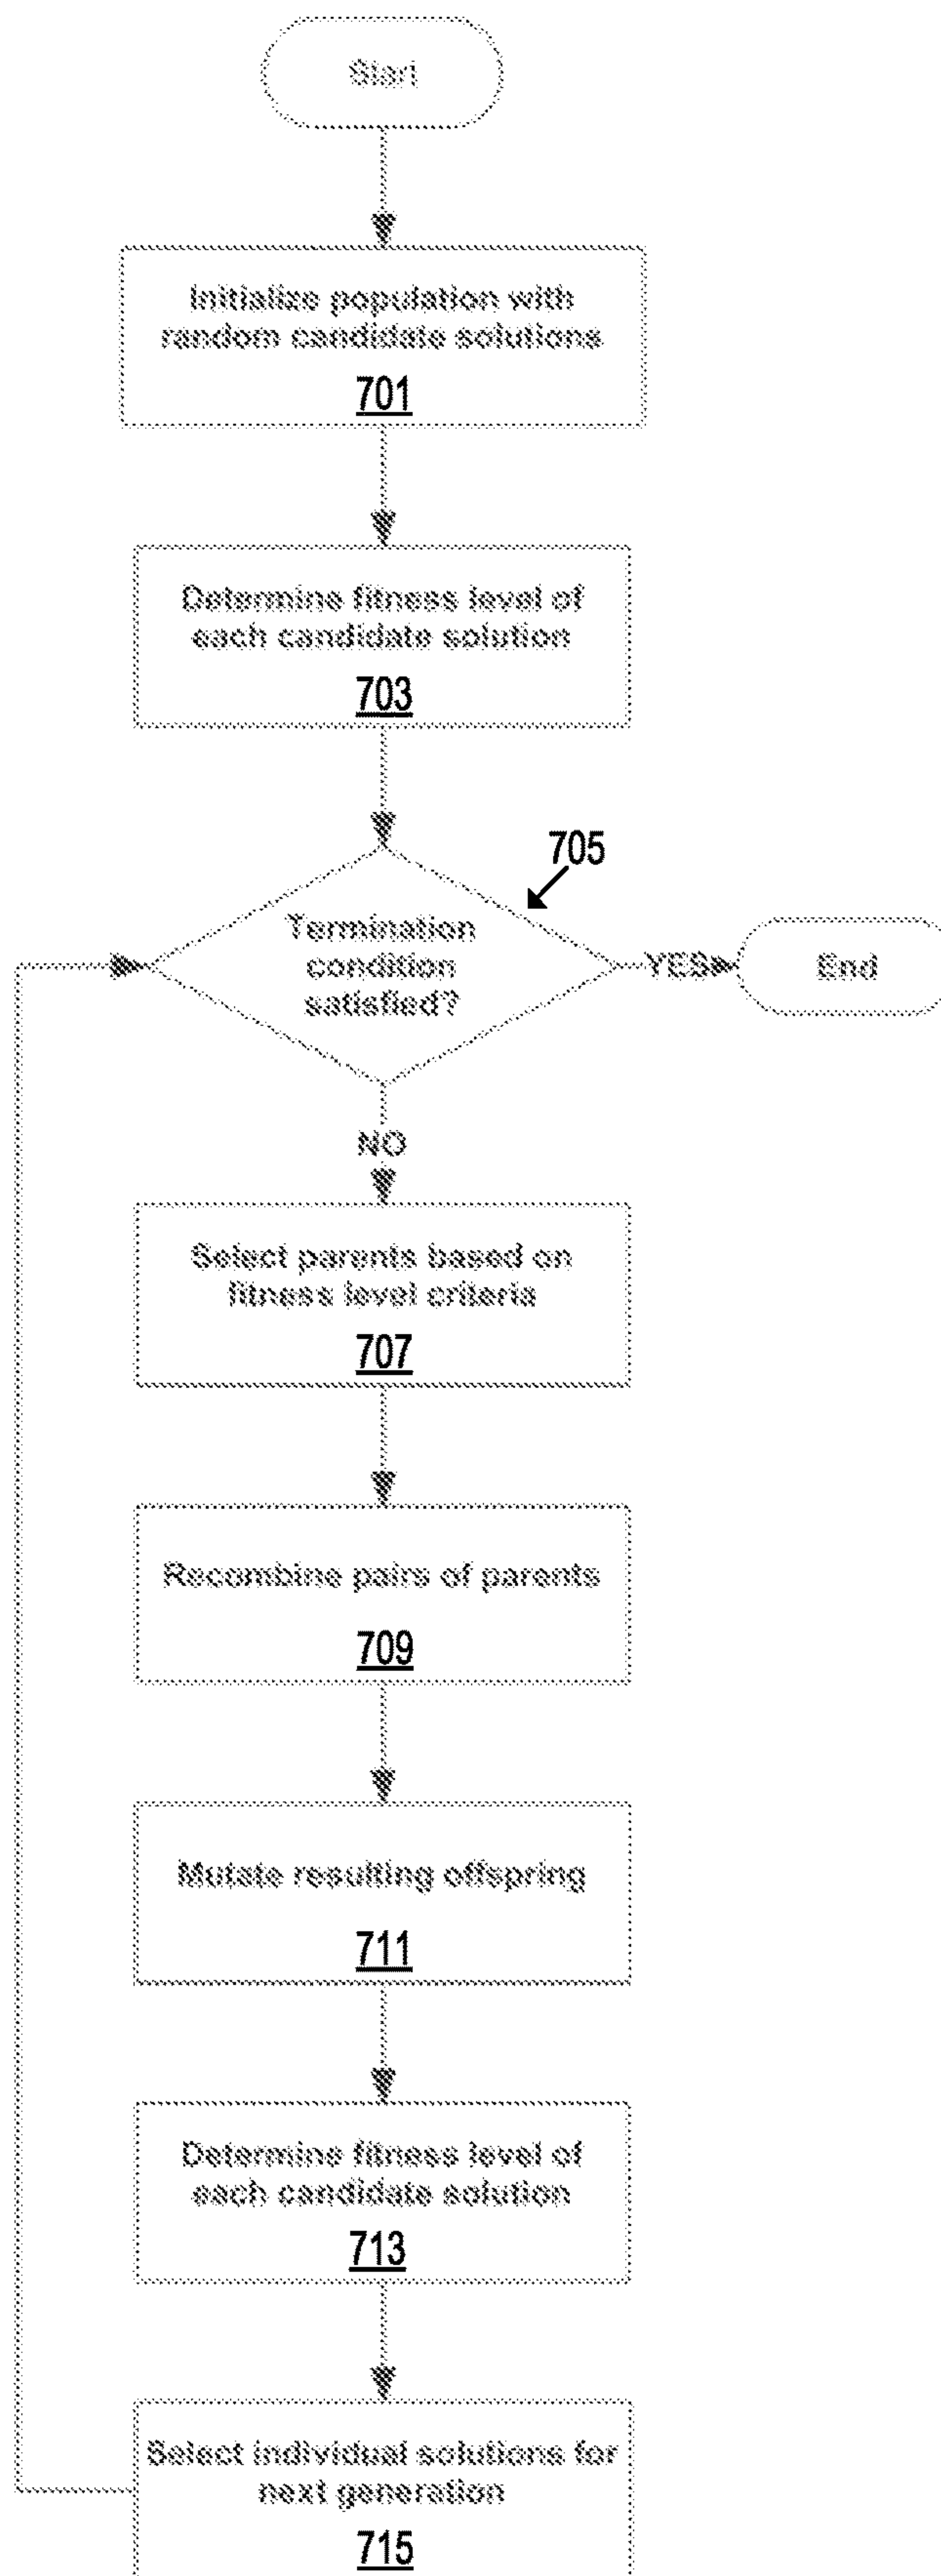 Start
Initialize population with
random candidate solutions
701
Determine fitness level of
each candidate solution
703
705
Termination
condition
satisfied?
YES
End
NO
Select parents based on
fitness level criteria
707
Recombine pairs of parents
709
Mutate resulting offspring
711
Determine fitness level of
each candidate solution
713
Select individual solutions for
next generation
715